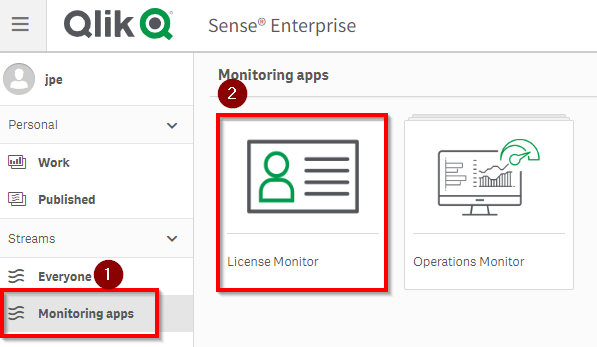 Qlik Sense® Enterprise
jpe
Monitoring apps
2
Personal
Work
Published
Streams
Everyone
1
Monitoring apps
License Monitor
Operations Monitor